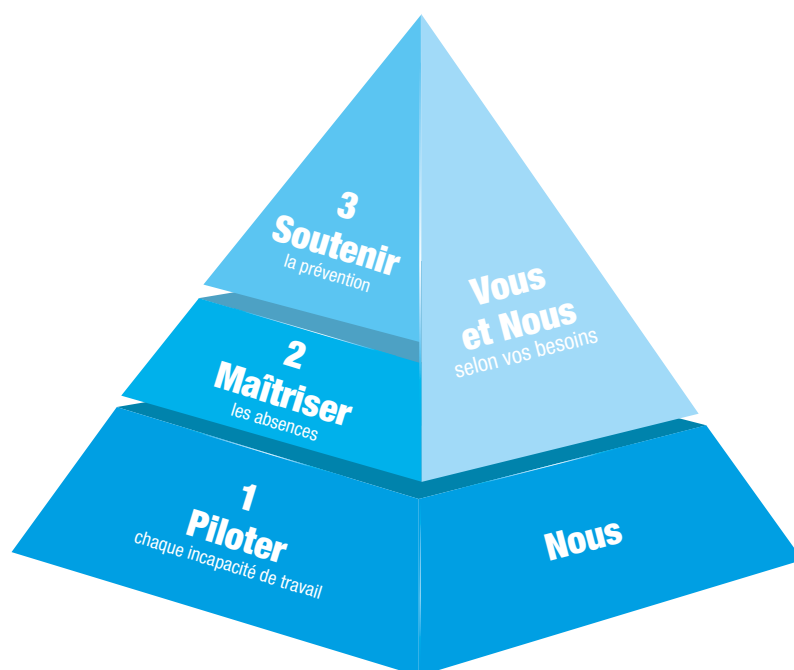 3
Soutenir
la prévention
Vous
et Nous
selon vos besoins
2
Maîtriser
les absences
1
Piloter
chaque incapacité de travail
Nous